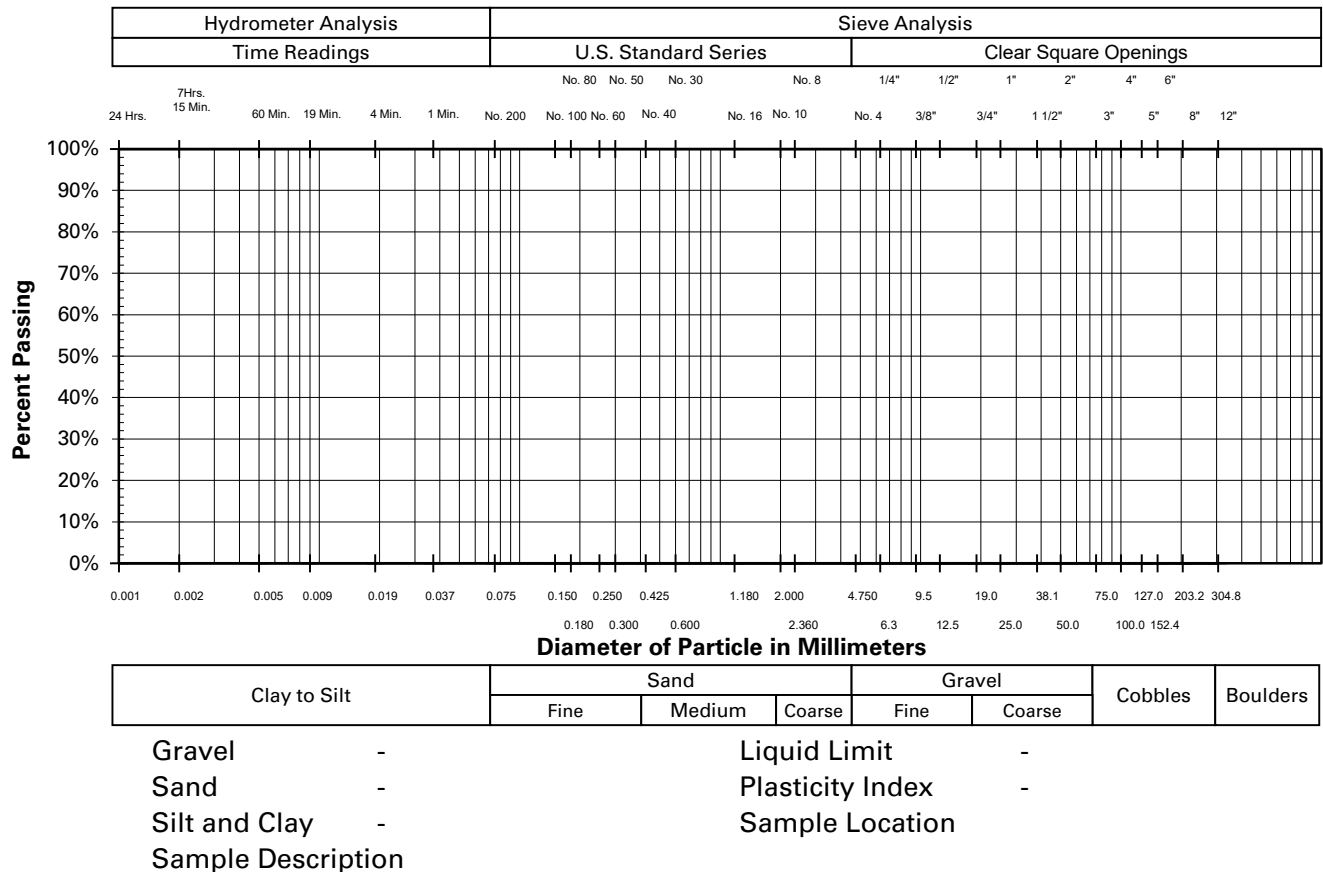 Hydrometer Analysis Sieve Analysis
Time Readings U.S. Standard Series Clear Square Openings
No. 80 No. 50 No. 30 No. 8 1/4" 1/2" 1" 2" 4" 6"
7Hrs.
24 Hrs. 15 Min. 60 Min. 19 Min. 4 Min. 1 Min. No. 200 No. 100 No. 60 No. 40 No. 16 No. 10 No. 4 3/8" 3/4" 1 1/2" 3" 5" 8" 12"
100%
90%
80%
70%
60%
50%
40%
30%
20%
10%
0%
Percent Passing
0.001 0.002 0.005 0.009 0.019 0.037 0.075 0.150 0.250 0.425 1.180 2.000 4.750 9.5 19.0 38.1 75.0 127.0 203.2 304.8
0.180 0.300 0.600 2.360 6.3 12.5 25.0 50.0 100.0 152.4
Diameter of Particle in Millimeters
Clay to Silt Sand Gravel Cobbles Boulders
Fine Medium Coarse Fine Coarse
Gravel - Liquid Limit -
Sand - Plasticity Index -
Silt and Clay - Sample Location
Sample Description